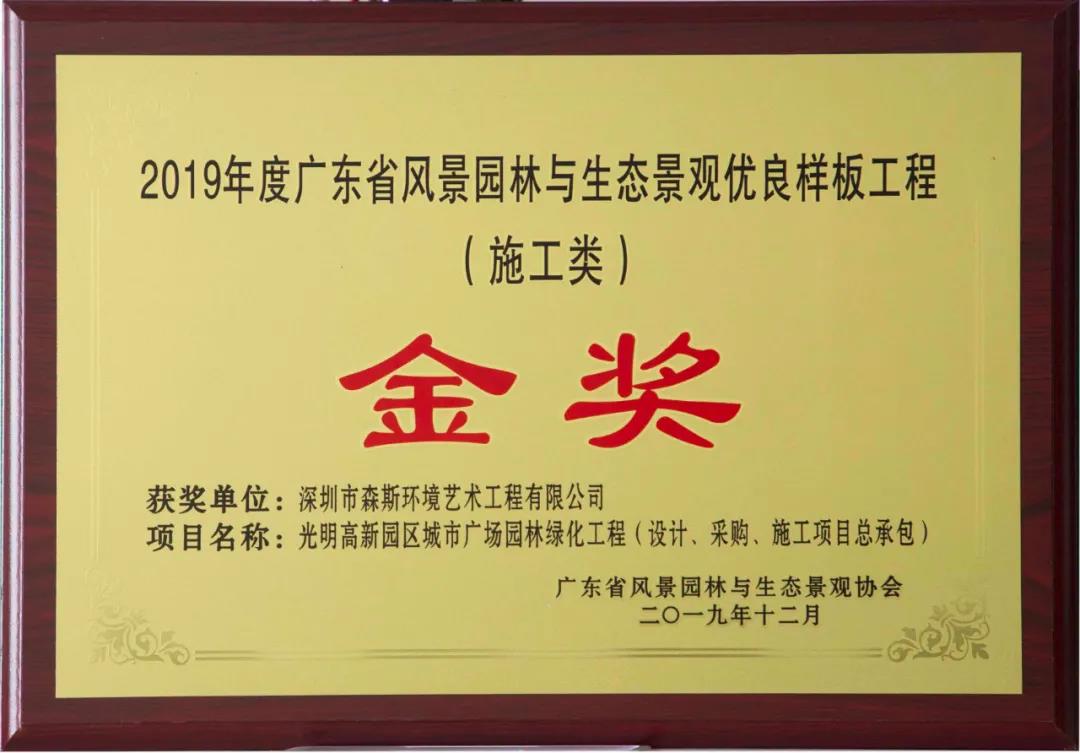 2019年度广东省风景园林与生态景观优良样板工程
（施工类）
金奖
获奖单位：深圳市森斯环境艺术工程有限公司
项目名称：光明高新园区城市广场园林绿化工程（设计、采购、施工项目总承包）
广东省风景园林与生态景观协会
二〇一九年十二月